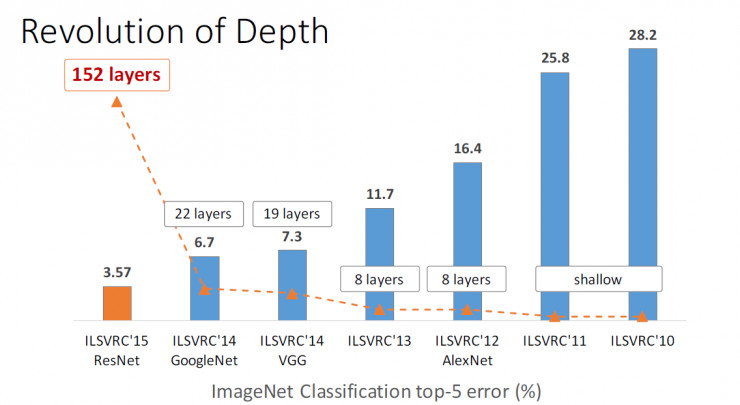 Revolution of Depth
28.2
25.8
152 layers
16.4
11.7
22 layers
19 layers
7.3
6.7
3.57
8 layers
8 layers
shallow
ILSVRC'15
ResNet
ILSVRC'14
GoogleNet
ILSVRC'14
VGG
ILSVRC'13
ILSVRC'12
AlexNet
ILSVRC'11
ILSVRC'10
ImageNet Classification top-5 error (%)